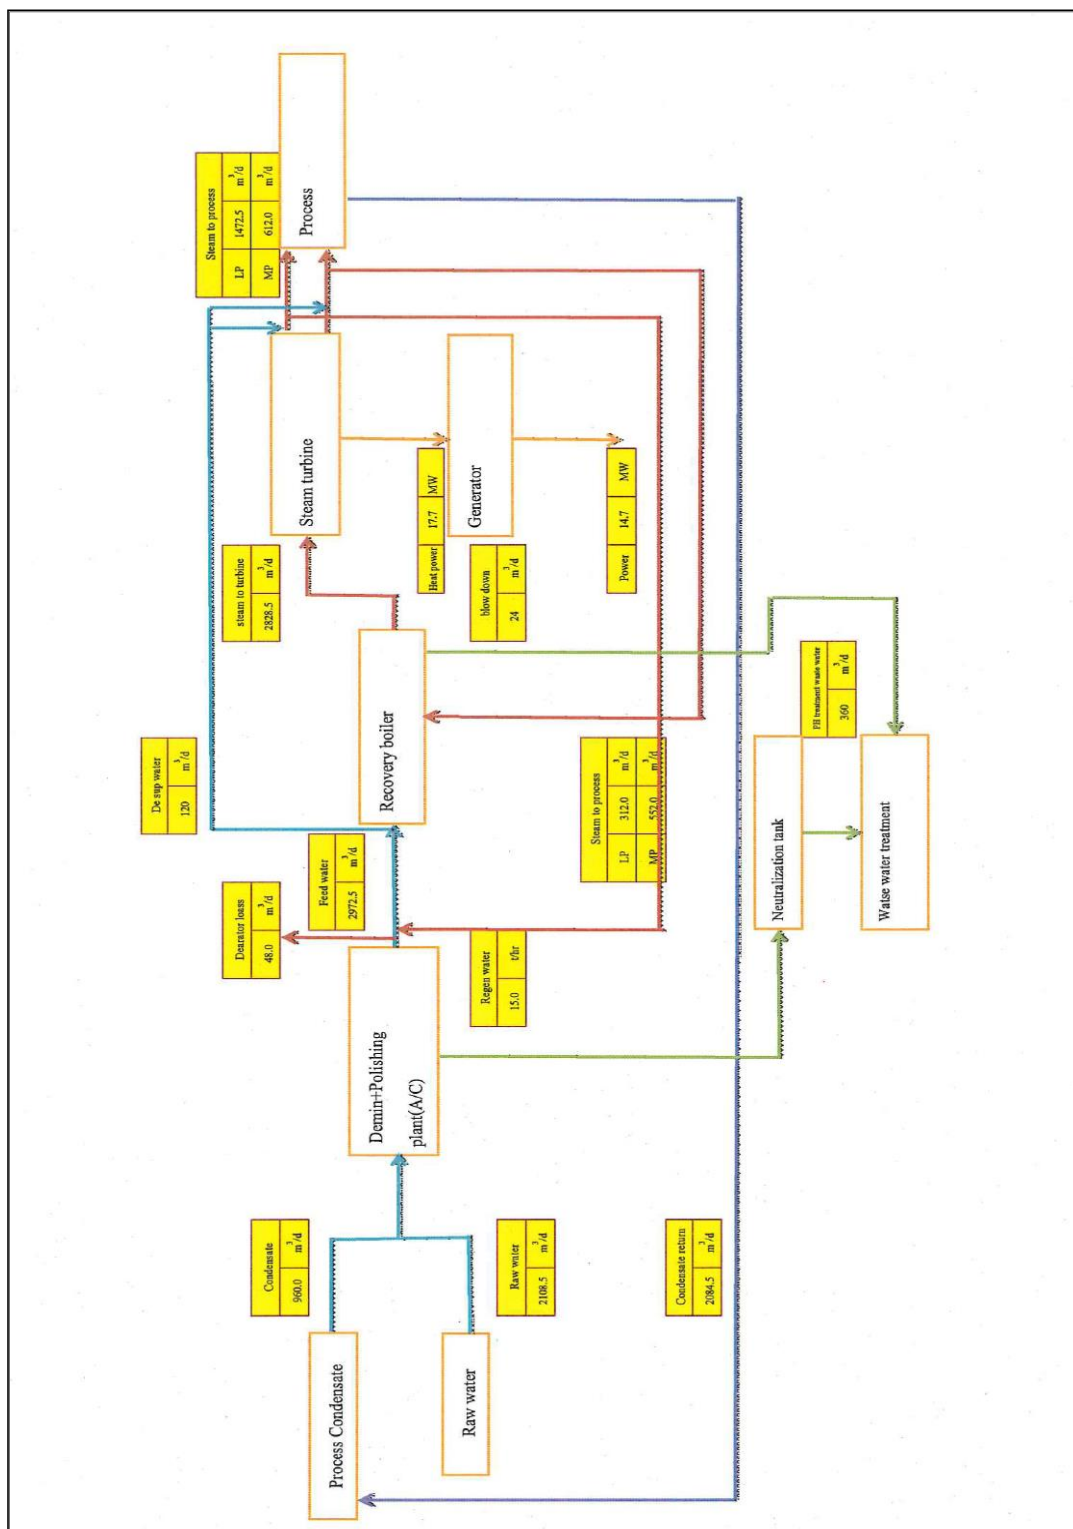 Process Condensate
Raw water
Condensate
960.0 m³/d
Raw water
2108.5 m³/d
Condensate return
2084.5 m³/d
Demin+Polishing
plant(A/C)
Regen water
15.0 t/hr
Dearator loass
48.0 m³/d
Feed water
2972.5 m³/d
De sup water
120 m³/d
Recovery boiler
Steam to process
LP 312.0 m³/d
MP 552.0 m³/d
Neutralization tank
PH treatment waste water
360 m³/d
Watse water treatment
steam to turbine
2828.5 m³/d
blow down
24 m³/d
Steam turbine
Heat power 17.7 MW
Generator
Power 14.7 MW
Steam to process
LP 1472.5 m³/d
MP 612.0 m³/d
Process